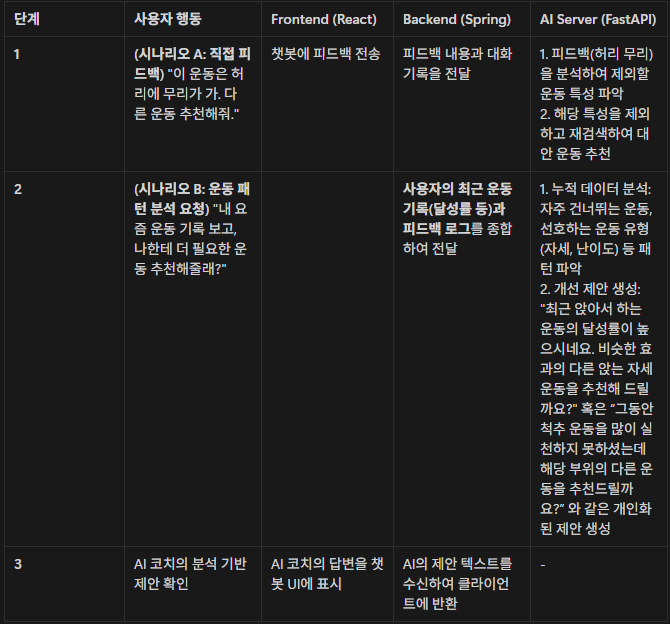 단계 사용자 행동 Frontend (React) Backend (Spring) AI Server (FastAPI)
1
(시나리오 A: 직접 피
드백) "이 운동은 허
리에 무리가 가. 다
른 운동 추천해줘."
챗봇에 피드백 전송
피드백 내용과 대화
기록을 전달
1. 피드백(허리 무리)
을 분석하여 제외할
운동 특성 파악
2. 해당 특성을 제외
하고 재검색하여 대
안 운동 추천
2
(시나리오 B: 운동 패
턴 분석 요청) "내 요
즘 운동 기록 보고,
나한테 더 필요한 운
동 추천해줄래?"
사용자의 최근 운동
기록(달성률 등)과
피드백 로그를 종합
하여 전달
1. 누적 데이터 분석:
자주 건너뛰는 운동,
선호하는 운동 유형
(자세, 난이도) 등 패
턴 파악
2. 개선 제안 생성:
"최근 앉아서 하는
운동의 달성률이 높
으시네요. 비슷한 효
과의 다른 앉는 자세
운동을 추천해 드릴
까요?" 혹은 “그동안
척추 운동을 많이 실
천하지 못하셨는데
해당 부위의 다른 운
동을 추천드릴까
요?” 와 같은 개인화
된 제안 생성
3
AI 코치의 분석 기반
제안 확인
AI 코치의 답변을 챗
봇 UI에 표시
AI의 제안 텍스트를
수신하여 클라이언
트에 반환
-